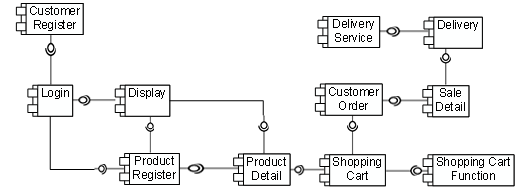 Customer
Register
Delivery
Service
Delivery
Login
Display
Customer
Order
Sale
Detail
Product
Register
Product
Detail
Shopping
Cart
Shopping Cart
Function